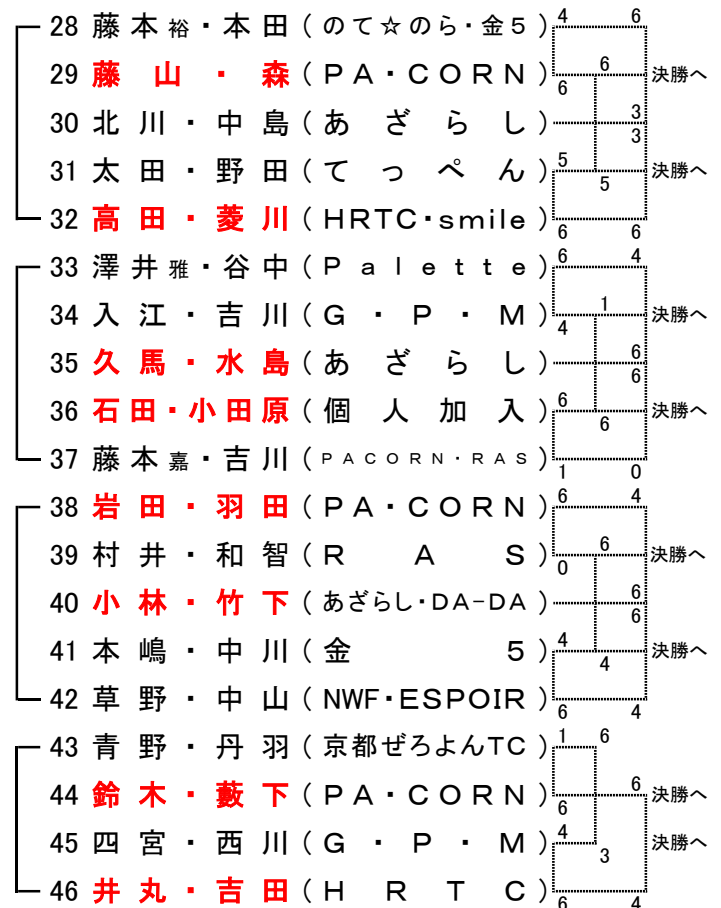 28 藤本裕・本田(のて☆のら・金5) 4 6
29 藤山・森(PA・CORN) 6 6 決勝へ
30 北川・中島(あざらし) 3 3
31 太田・野田(てっぺん) 5 5 決勝へ
32 高田・菱川(HRTC・smile) 6 6
33 澤井雅・谷中(Palette) 6 4
34 入江・吉川(G・P・M) 4 1 決勝へ
35 久馬・水島(あざらし) 6 6
36 石田・小田原(個人加入) 6 6 決勝へ
37 藤本嘉・吉川(PACORN・RAS) 1 0
38 岩田・羽田(PA・CORN) 6 4
39 村井・和智(RAS) 0 6 決勝へ
40 小林・竹下(あざらし・DA-DA) 6 6
41 本嶋・中川(金5) 4 4 決勝へ
42 草野・中山(NWF・ESPOIR) 6 4
43 青野・丹羽(京都ぜろよんTC) 1 6
44 鈴木・藪下(PA・CORN) 6 6 決勝へ
45 四宮・西川(G・P・M) 4 3 決勝へ
46 井丸・吉田(HRTC) 6 4